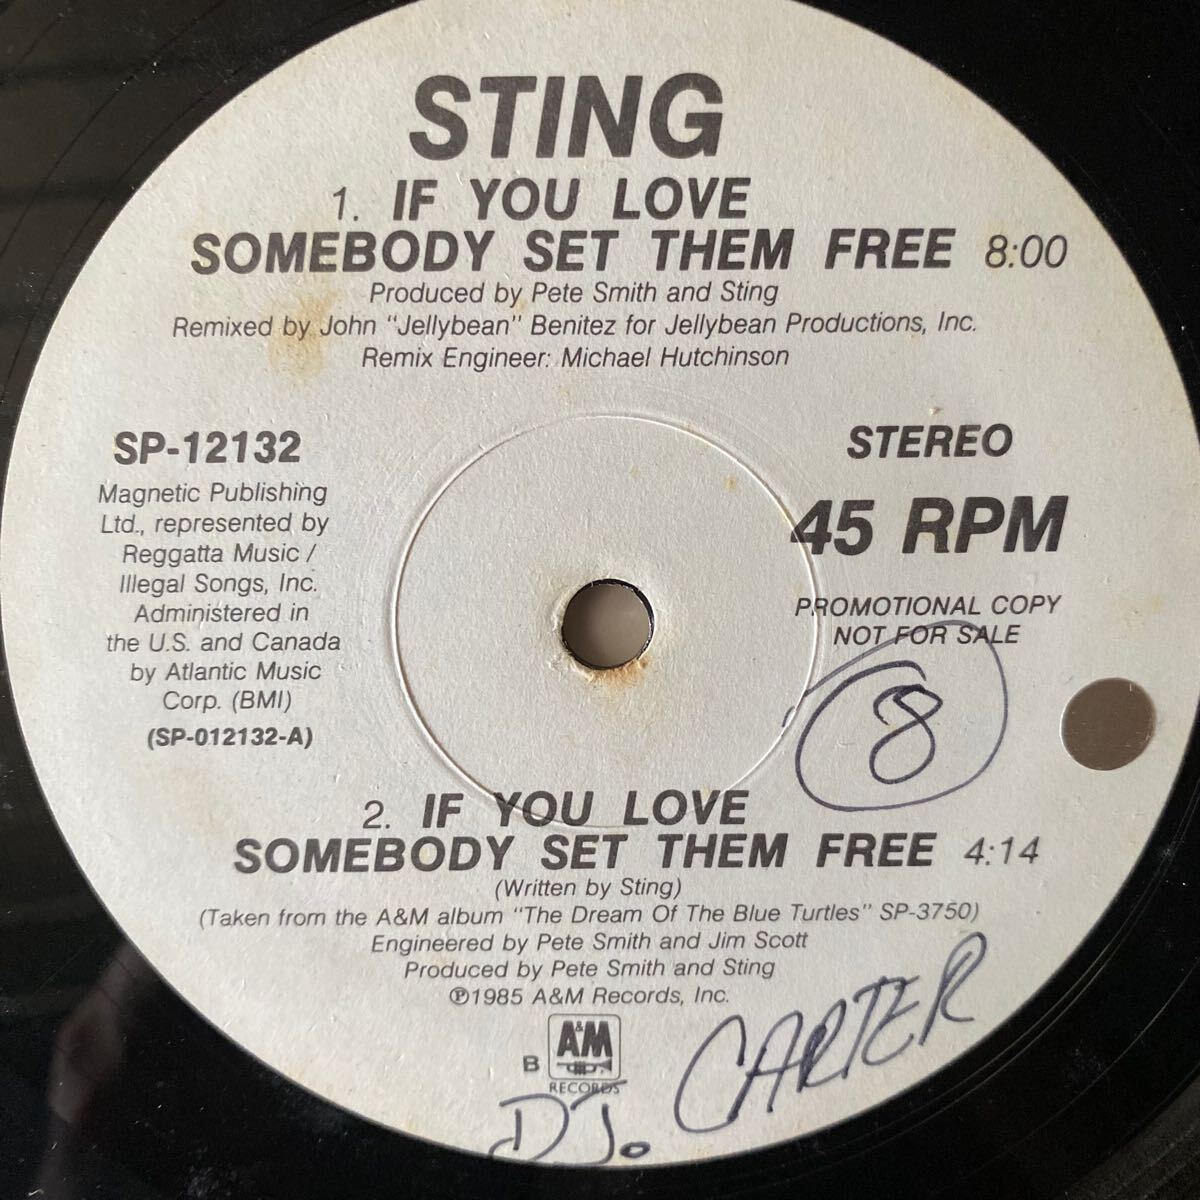 STING
1. IF YOU LOVE
SOMEBODY SET THEM FREE 8:00
Produced by Pete Smith and Sting
Remixed by John "Jellybean" Benitez for Jellybean Productions, Inc.
Remix Engineer: Michael Hutchinson
SP-12132
Magnetic Publishing
Ltd., represented by
Reggatta Music /
Illegal Songs, Inc.
Administered in
the U.S. and Canada
by Atlantic Music
Corp. (BMI)
(SP-012132-A)
STEREO
45 RPM
PROMOTIONAL COPY
NOT FOR SALE
8
2. IF YOU LOVE
SOMEBODY SET THEM FREE 4:14
(Written by Sting)
(Taken from the A&M album "The Dream Of The Blue Turtles" SP-3750)
Engineered by Pete Smith and Jim Scott
Produced by Pete Smith and Sting
℗1985 A&M Records, Inc.
B A&M
RECORDS
DJ. CARTER